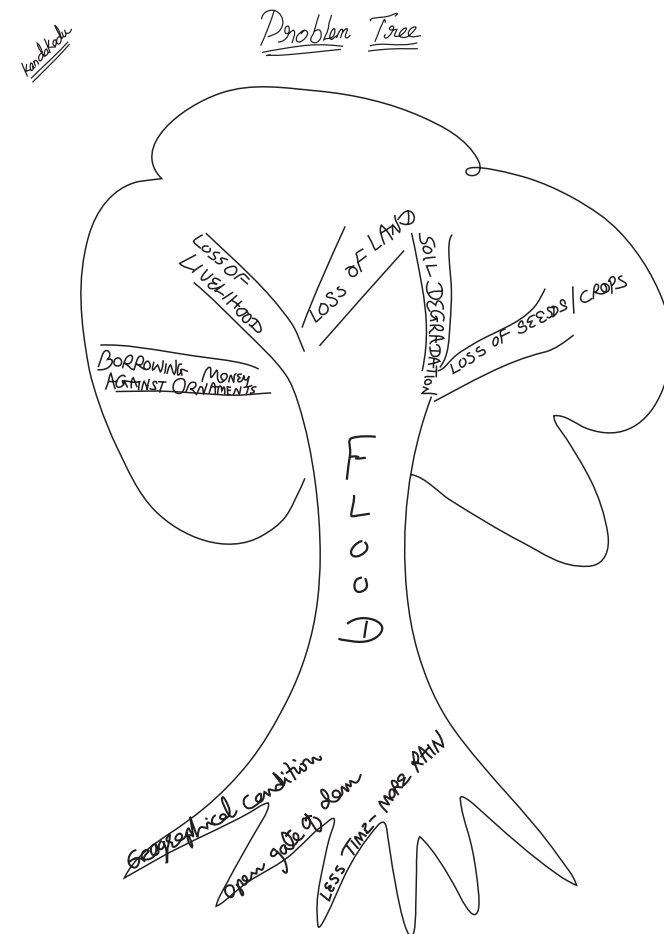 Kandakadu
Problem Tree
LOSS OF
LIVELIHOOD
LOSS OF LAND
SOIL DEGRADATION
LOSS OF SEEDS/CROPS
BORROWING MONEY
AGAINST ORNAMENTS
FLOOD
Geographical Condition
Open gate of dam
LESS TIME - MORE RAIN